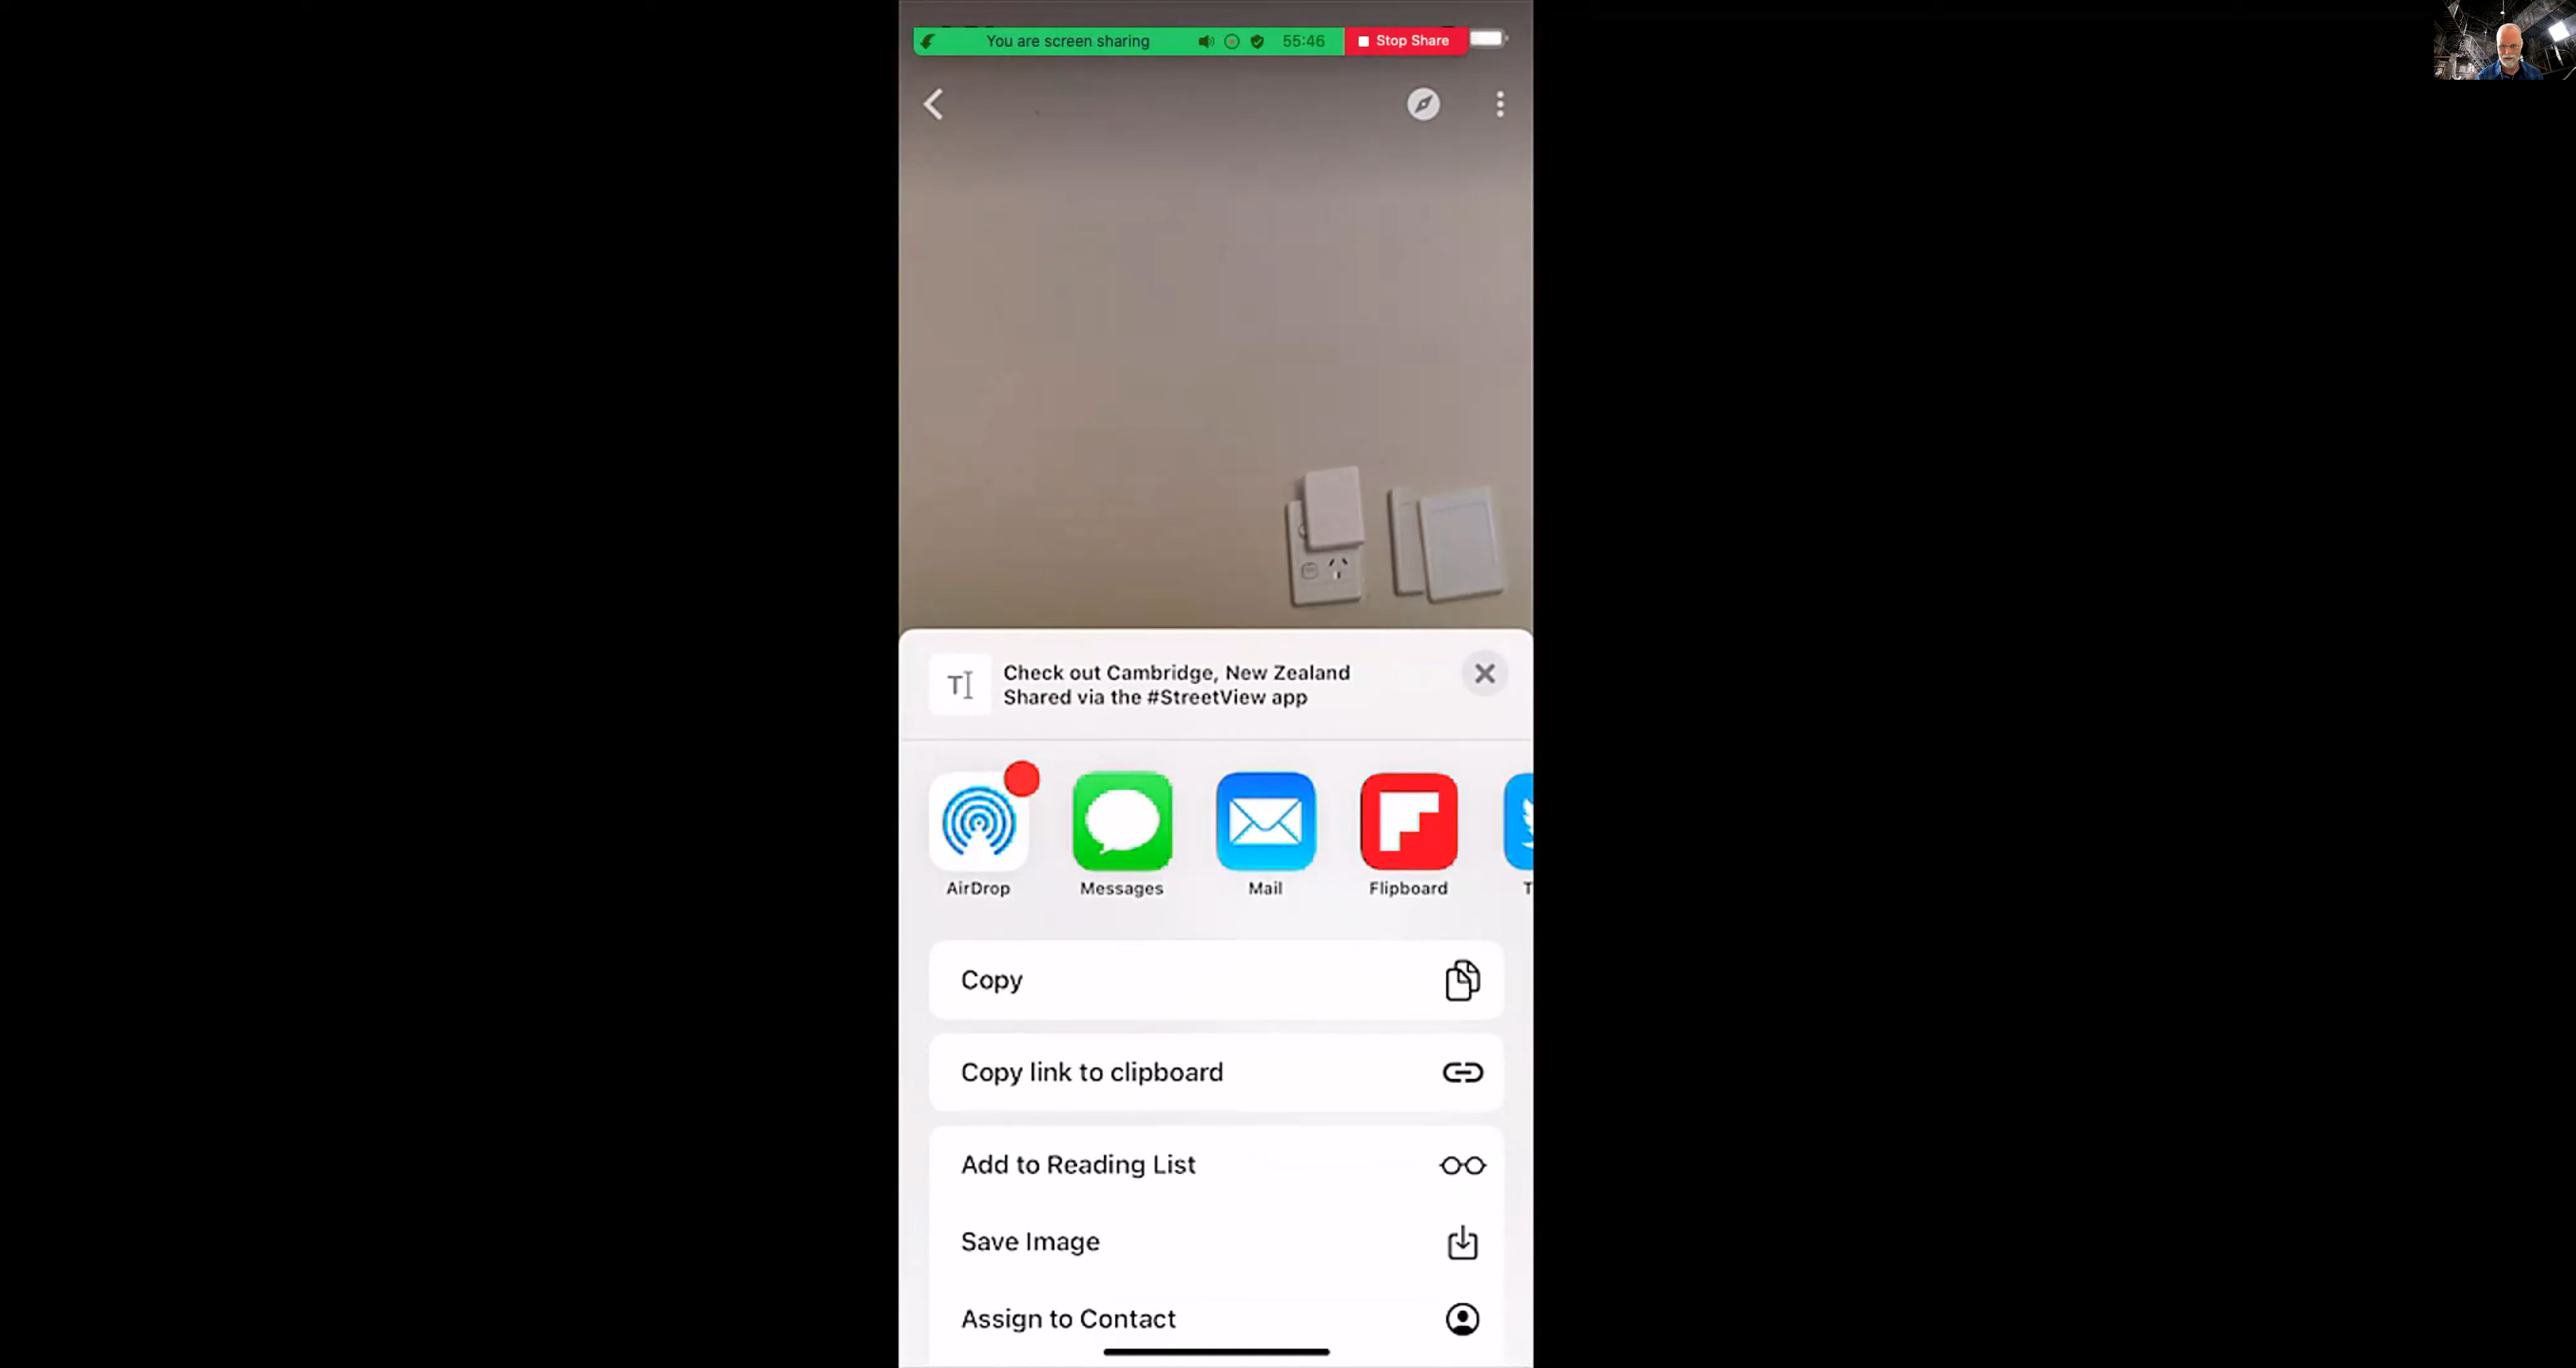 You are screen sharing
55:46
Stop Share
Check out Cambridge, New Zealand
Shared via the #StreetView app
AirDrop
Messages
Mail
Flipboard
T
Copy
Copy link to clipboard
Add to Reading List
Save Image
Assign to Contact